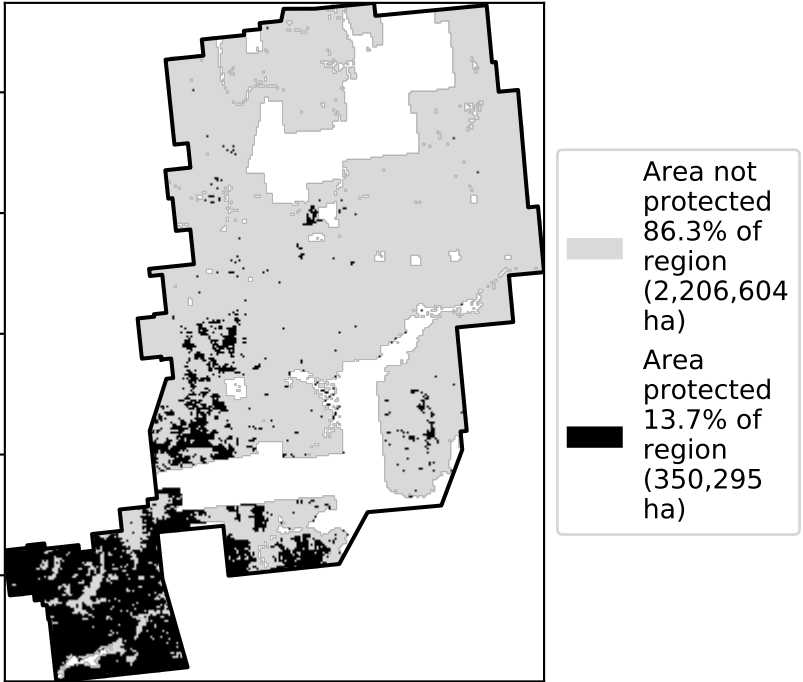 Area not
protected
86.3% of
region
(2,206,604
ha)
Area
protected
13.7% of
region
(350,295
ha)